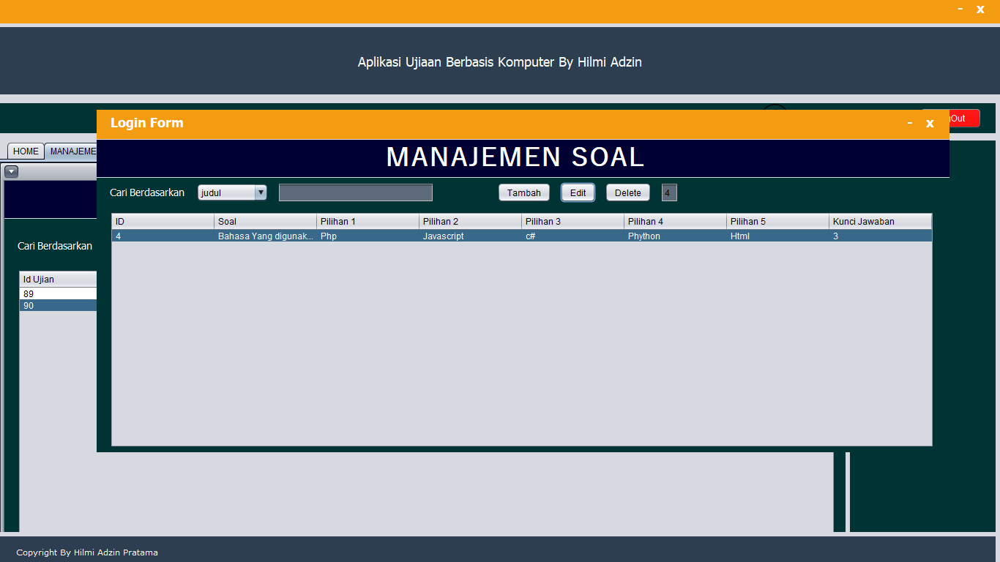 - x
Aplikasi Ujiaan Berbasis Komputer By Hilmi Adzin
Out
Login Form - x
HOME MANAJEME
MANAJEMEN SOAL
Cari Berdasarkan judul Tambah Edit Delete 4
ID Soal Pilihan 1 Pilihan 2 Pilihan 3 Pilihan 4 Pilihan 5 Kunci Jawaban
4 Bahasa Yang digunak... Php Javascript c# Phython Html 3
Cari Berdasarkan
Id Ujian
89
90
Copyright By Hilmi Adzin Pratama